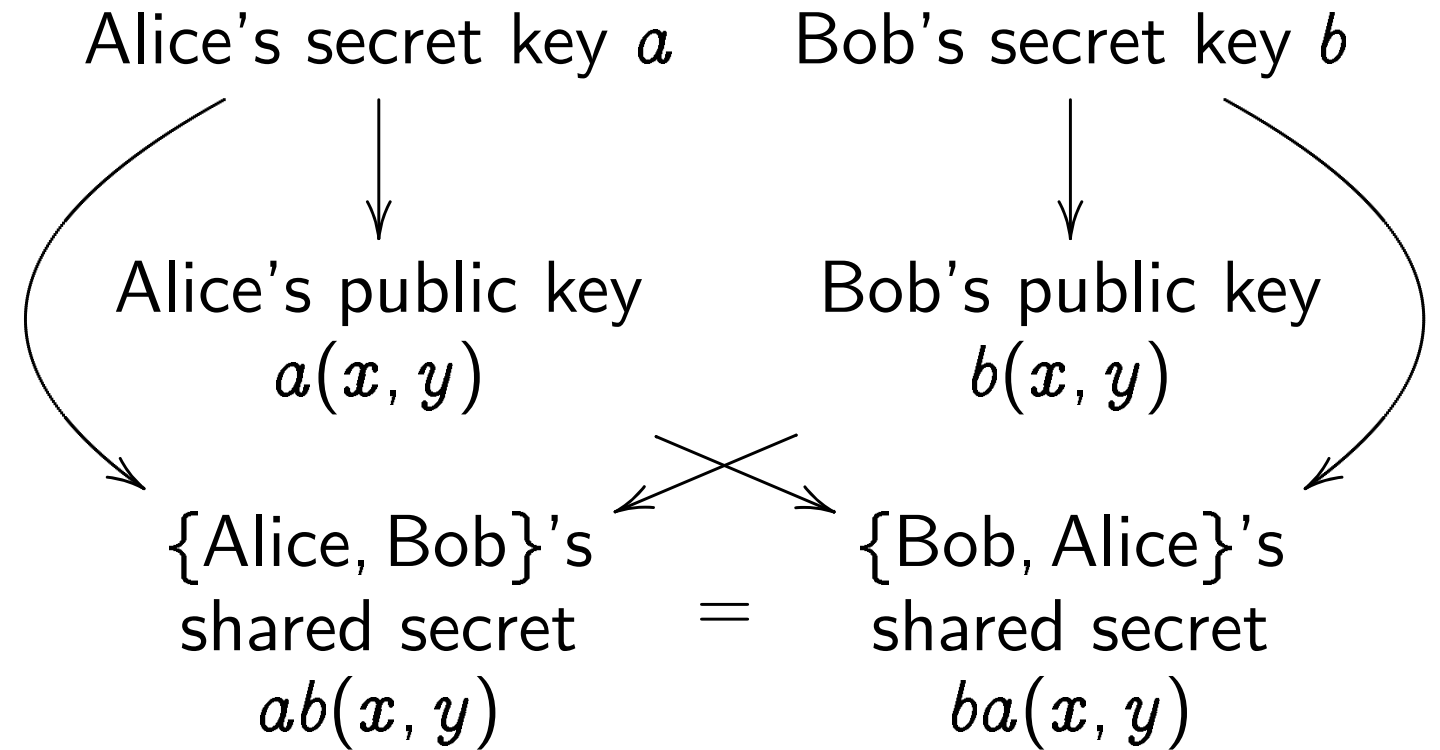 Alice's secret key a
Bob's secret key b
Alice's public key
a(x, y)
Bob's public key
b(x, y)
{Alice, Bob}'s
shared secret
ab(x, y)
=
{Bob, Alice}'s
shared secret
ba(x, y)